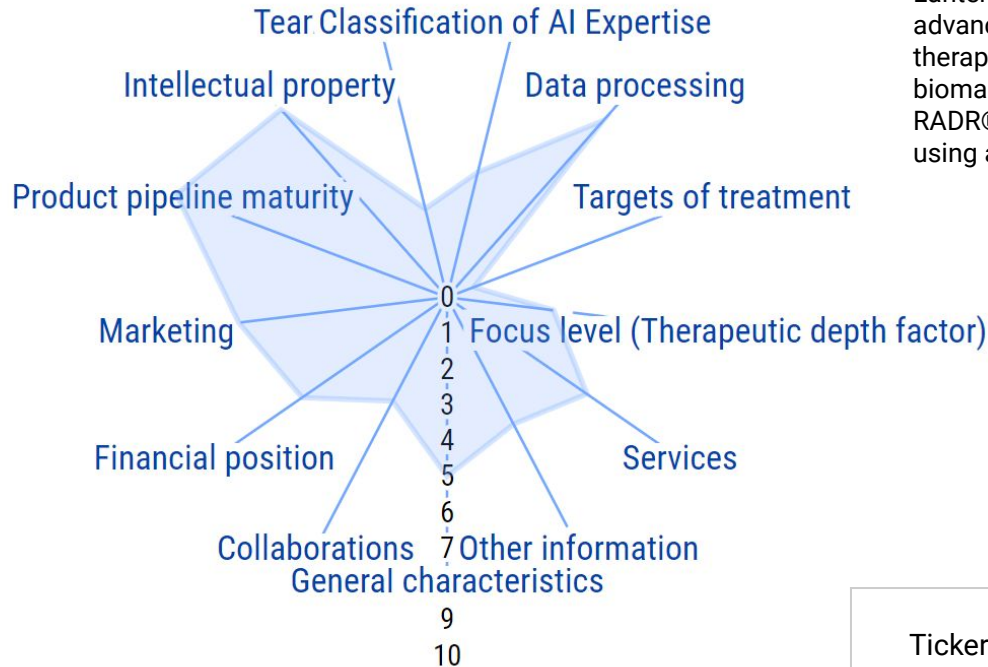 Tear Classification of AI Expertise
Intellectual property
Data processing
Product pipeline maturity
Targets of treatment
0
Marketing
1
Focus level (Therapeutic depth factor)
2
3
4
Financial position
Services
5
6
Collaborations
7
Other information
General characteristics
9
10
advanc
therap
bioma
RADR®
using a
Ticker